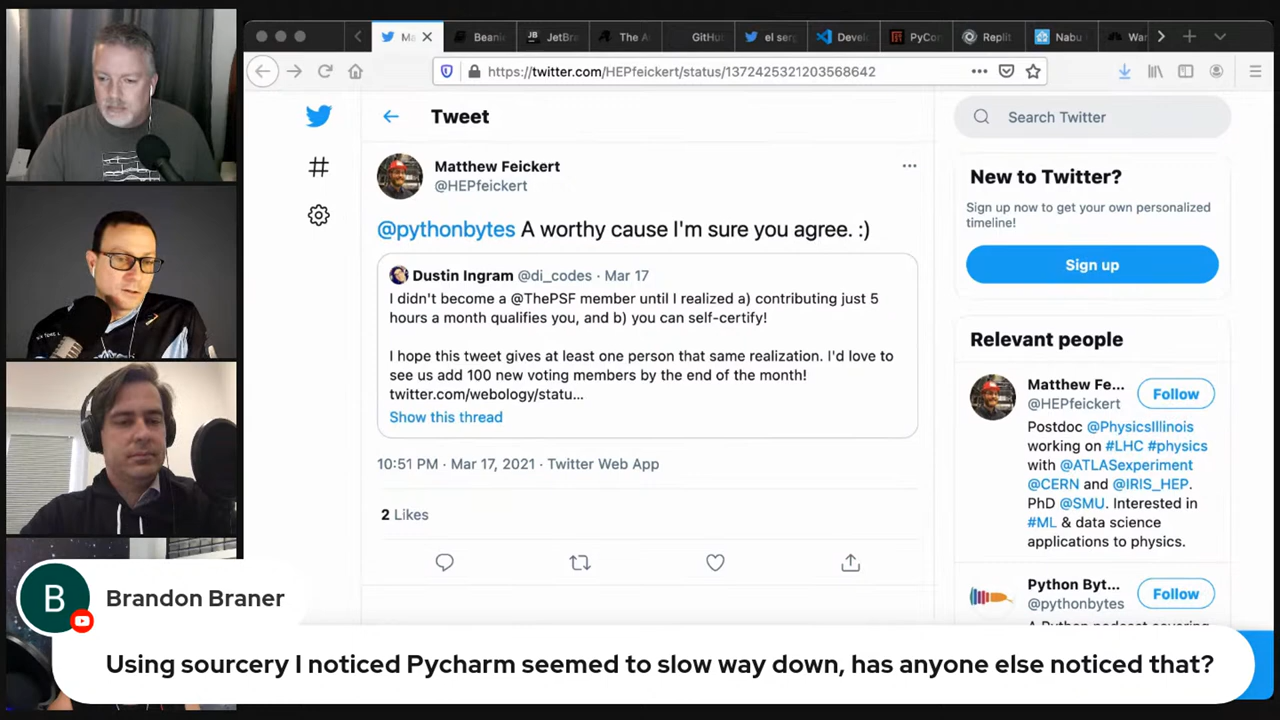 Ma
Beanie
JetBra
The A
GitHu
el ser
Devel
PyCon
Replit
Nabu
War
https://twitter.com/HEPfeickert/status/1372425321203568642
Tweet
Search Twitter
Matthew Feickert
@HEPfeickert
@pythonbytes A worthy cause I'm sure you agree. :)
Dustin Ingram @di_codes · Mar 17
I didn't become a @ThePSF member until I realized a) contributing just 5
hours a month qualifies you, and b) you can self-certify!
I hope this tweet gives at least one person that same realization. I'd love to
see us add 100 new voting members by the end of the month!
twitter.com/webology/statu...
Show this thread
10:51 PM · Mar 17, 2021 · Twitter Web App
2 Likes
New to Twitter?
Sign up now to get your own personalized
timeline!
Sign up
Relevant people
Matthew Fe...
Follow
@HEPfeickert
Postdoc @PhysicsIllinois
working on #LHC #physics
with @ATLASexperiment
@CERN and @IRIS_HEP.
PhD @SMU. Interested in
#ML & data science
applications to physics.
Python Byt...
Follow
@pythonbytes
B
Brandon Braner
Using sourcery I noticed Pycharm seemed to slow way down, has anyone else noticed that?